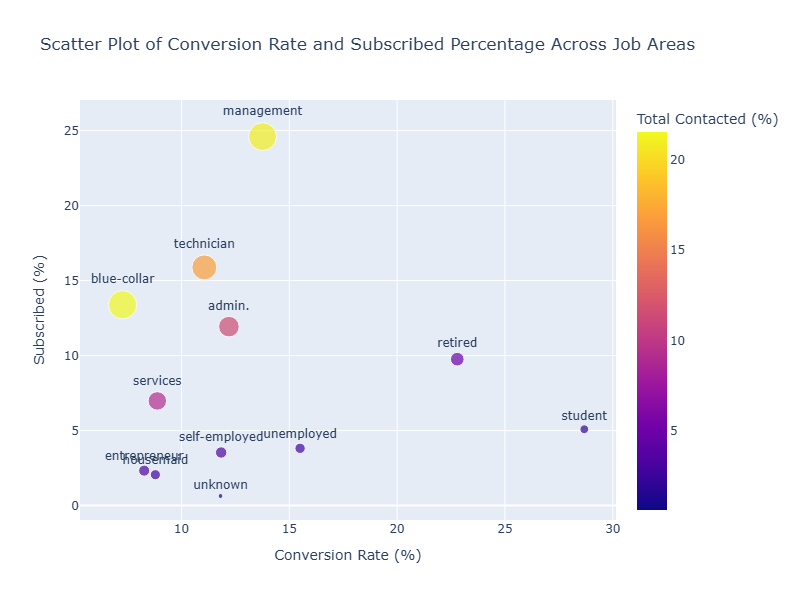 Scatter Plot of Conversion Rate and Subscribed Percentage Across Job Areas
Total Contacted (%)
management
technician
blue-collar
admin.
retired
services
student
self-employed
unemployed
entrepreneur
housemaid
unknown
25
20
15
10
5
0
Subscribed (%)
10
15
20
25
30
Conversion Rate (%)
20
15
10
5